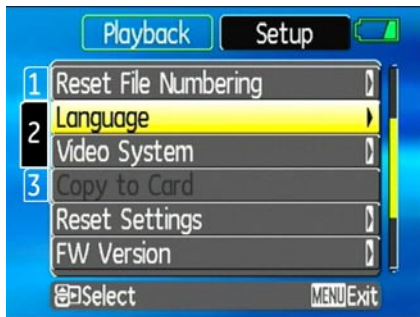 Playback Setup
1 Reset File Numbering
Language
2
Video System
3 Copy to Card
Reset Settings
FW Version
Select MENU Exit